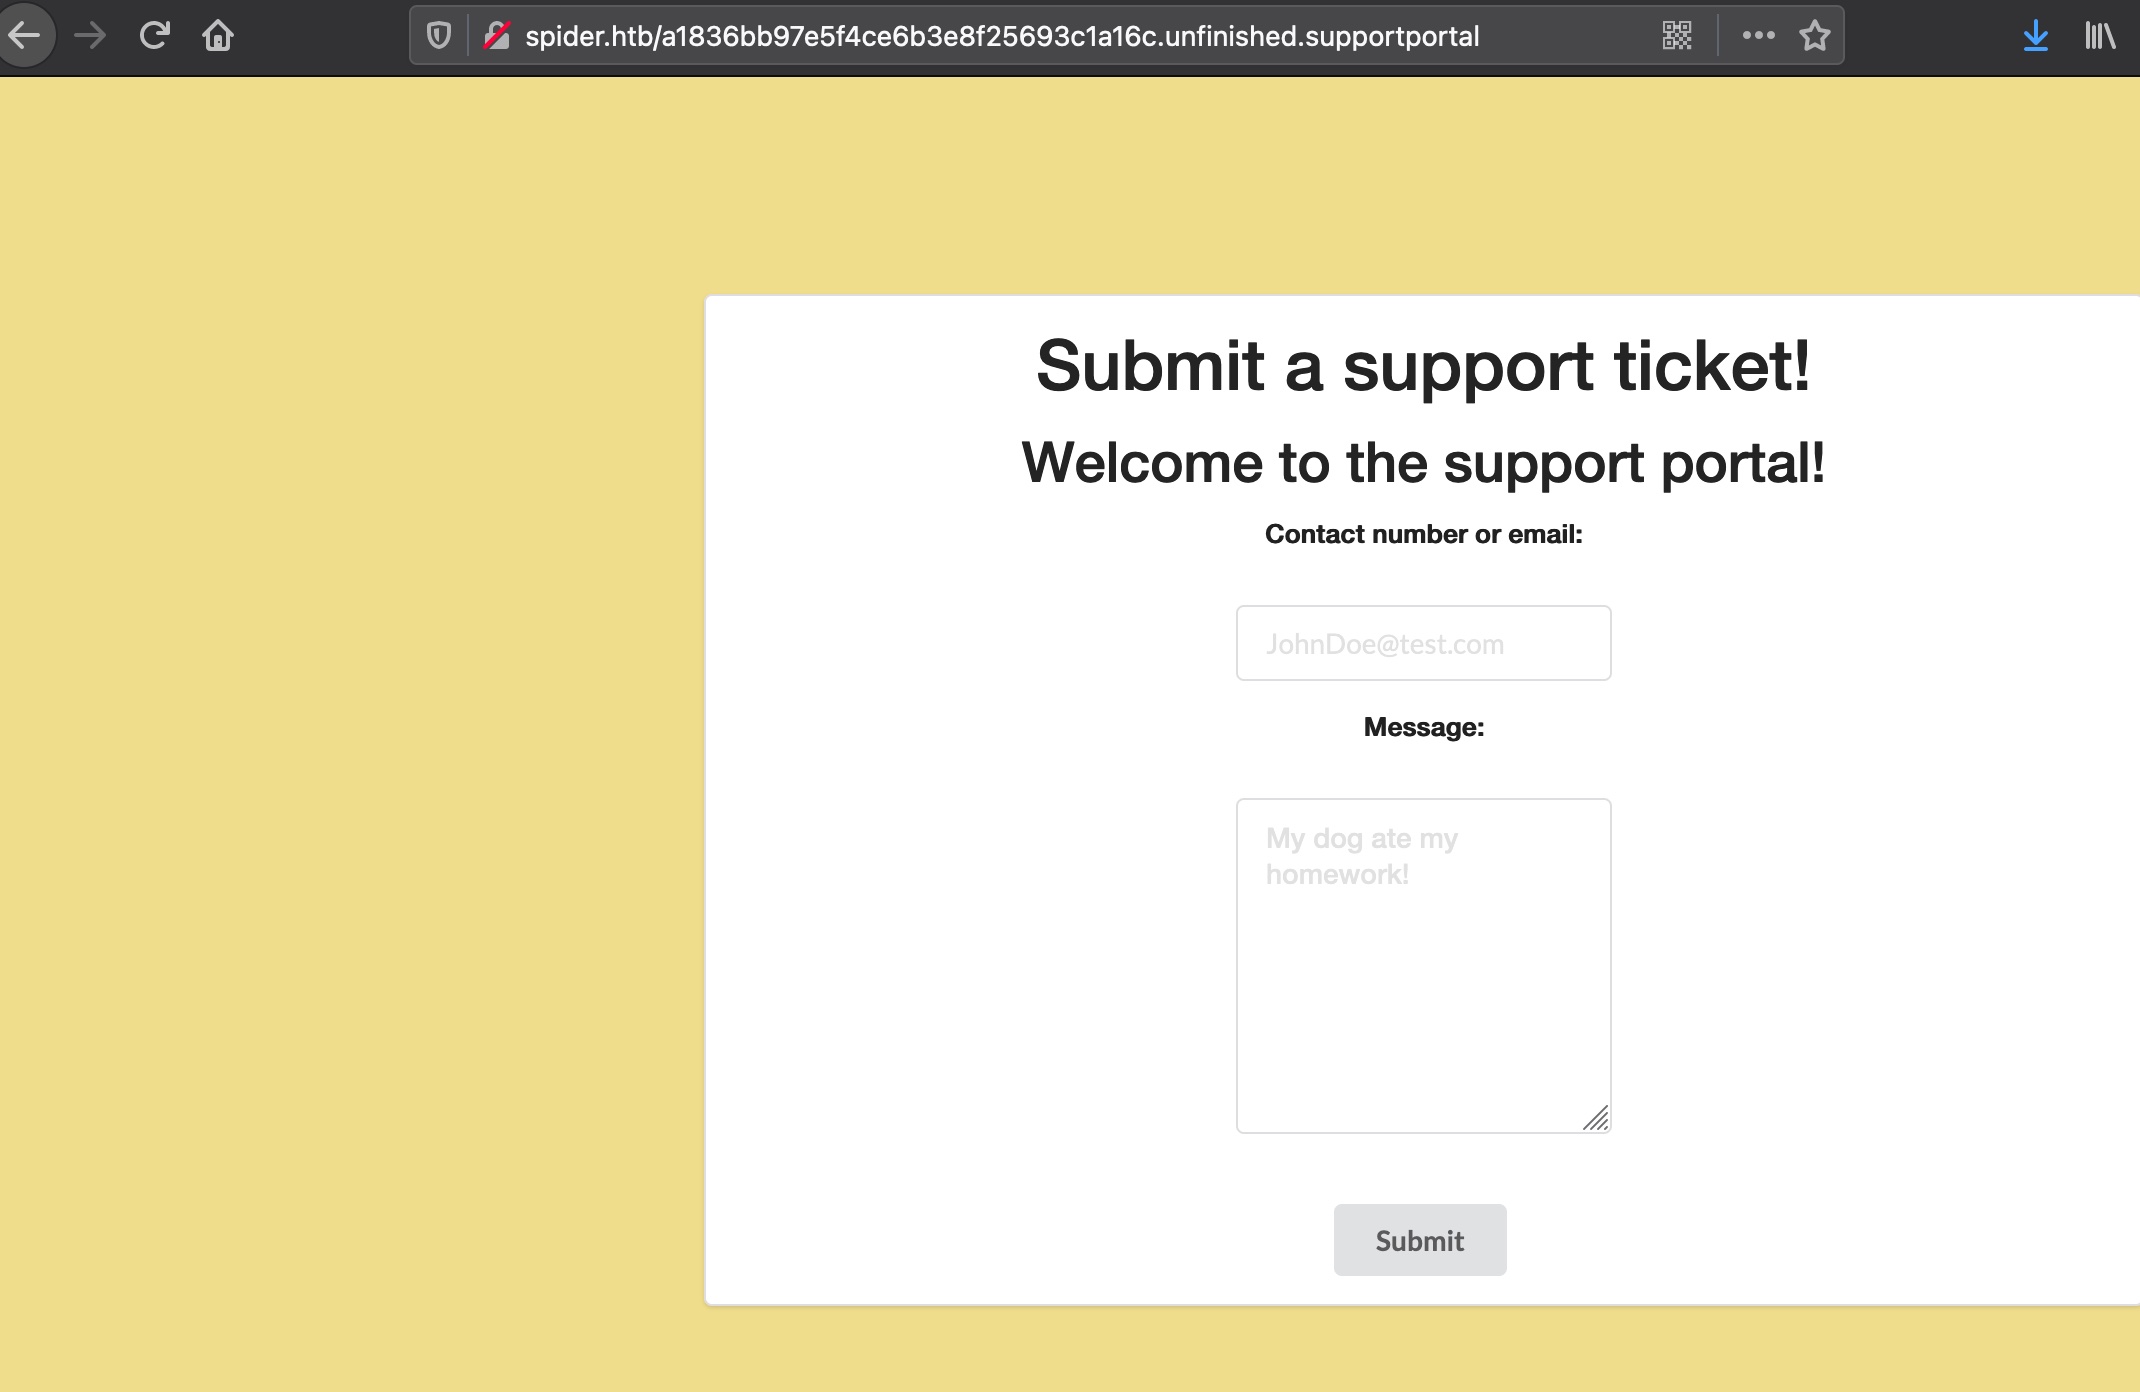 spider.htb/a1836bb97e5f4ce6b3e8f25693c1a16c.unfinished.supportportal
Submit a support ticket!
Welcome to the support portal!
Contact number or email:
JohnDoe@test.com
Message:
My dog ate my
homework!
Submit